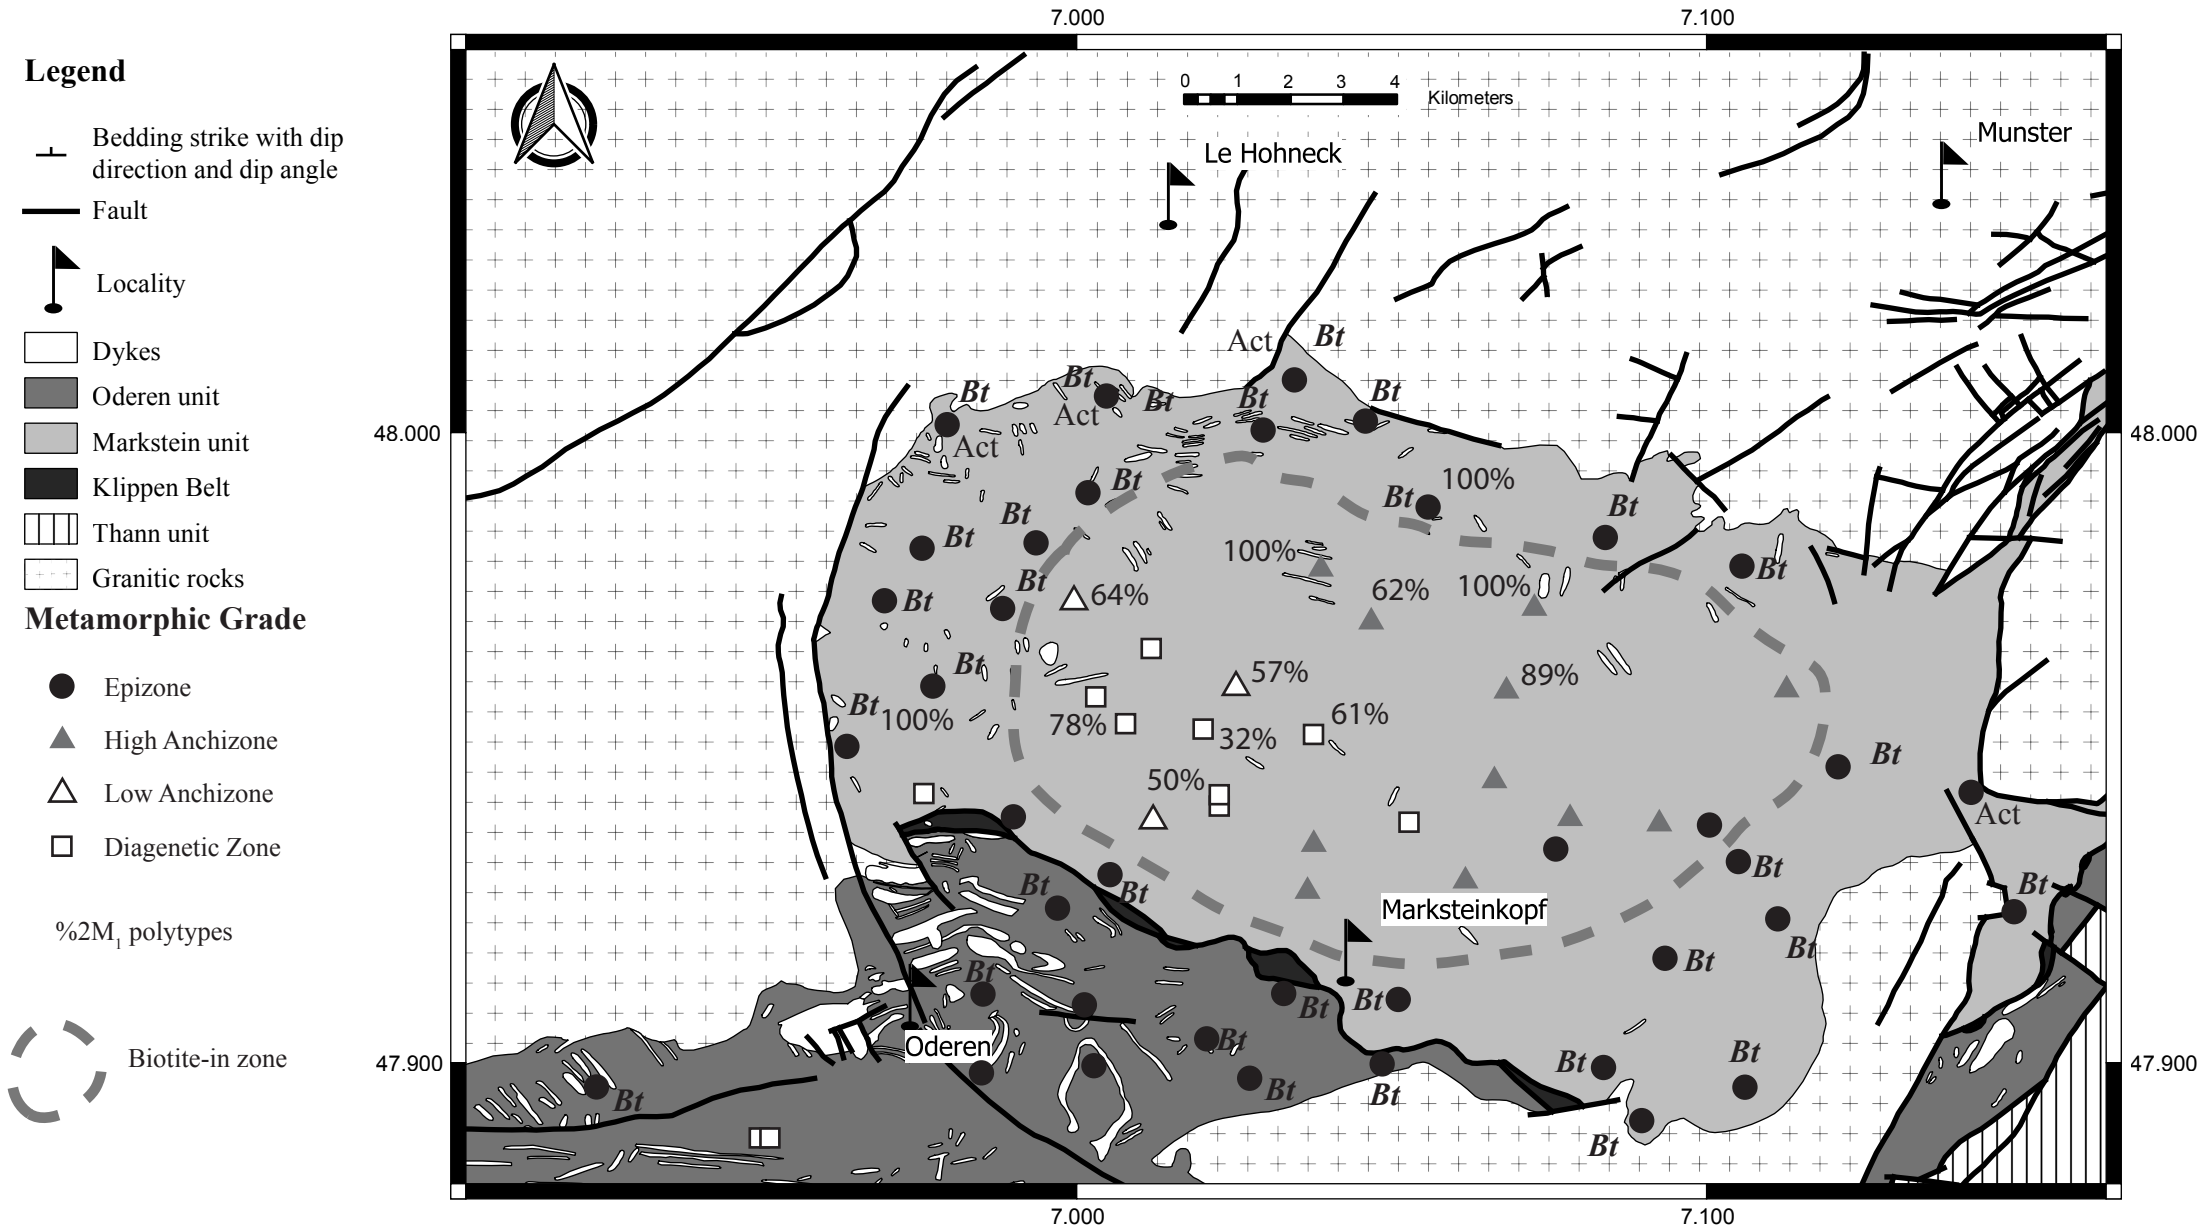 7.000
7.100
Legend
Bedding strike with dip
direction and dip angle
Fault
Locality
Dykes
Oderen unit
Markstein unit
Klippen Belt
Thann unit
Granitic rocks
Metamorphic Grade
Epizone
High Anchizone
Low Anchizone
Diagenetic Zone
%2M1 polytypes
Biotite-in zone
0 1 2 3 4
Kilometers
Munster
Le Hohneck
Act Bt
Bt Bt Bt
Act Bt Bt
48.000 48.000
Act
Bt 100%
Bt
Bt Bt
Bt 100%
Bt
Bt 64% 62% 100%
Bt
Bt 57% 89%
Bt 100% 78% 32% 61%
Bt
50%
Act
Bt
Bt Bt Bt
Marksteinkopf
Bt
Bt Bt
Bt Bt
Oderen Bt
47.900 47.900
Bt Bt
Bt Bt Bt
Bt
7.000
7.100